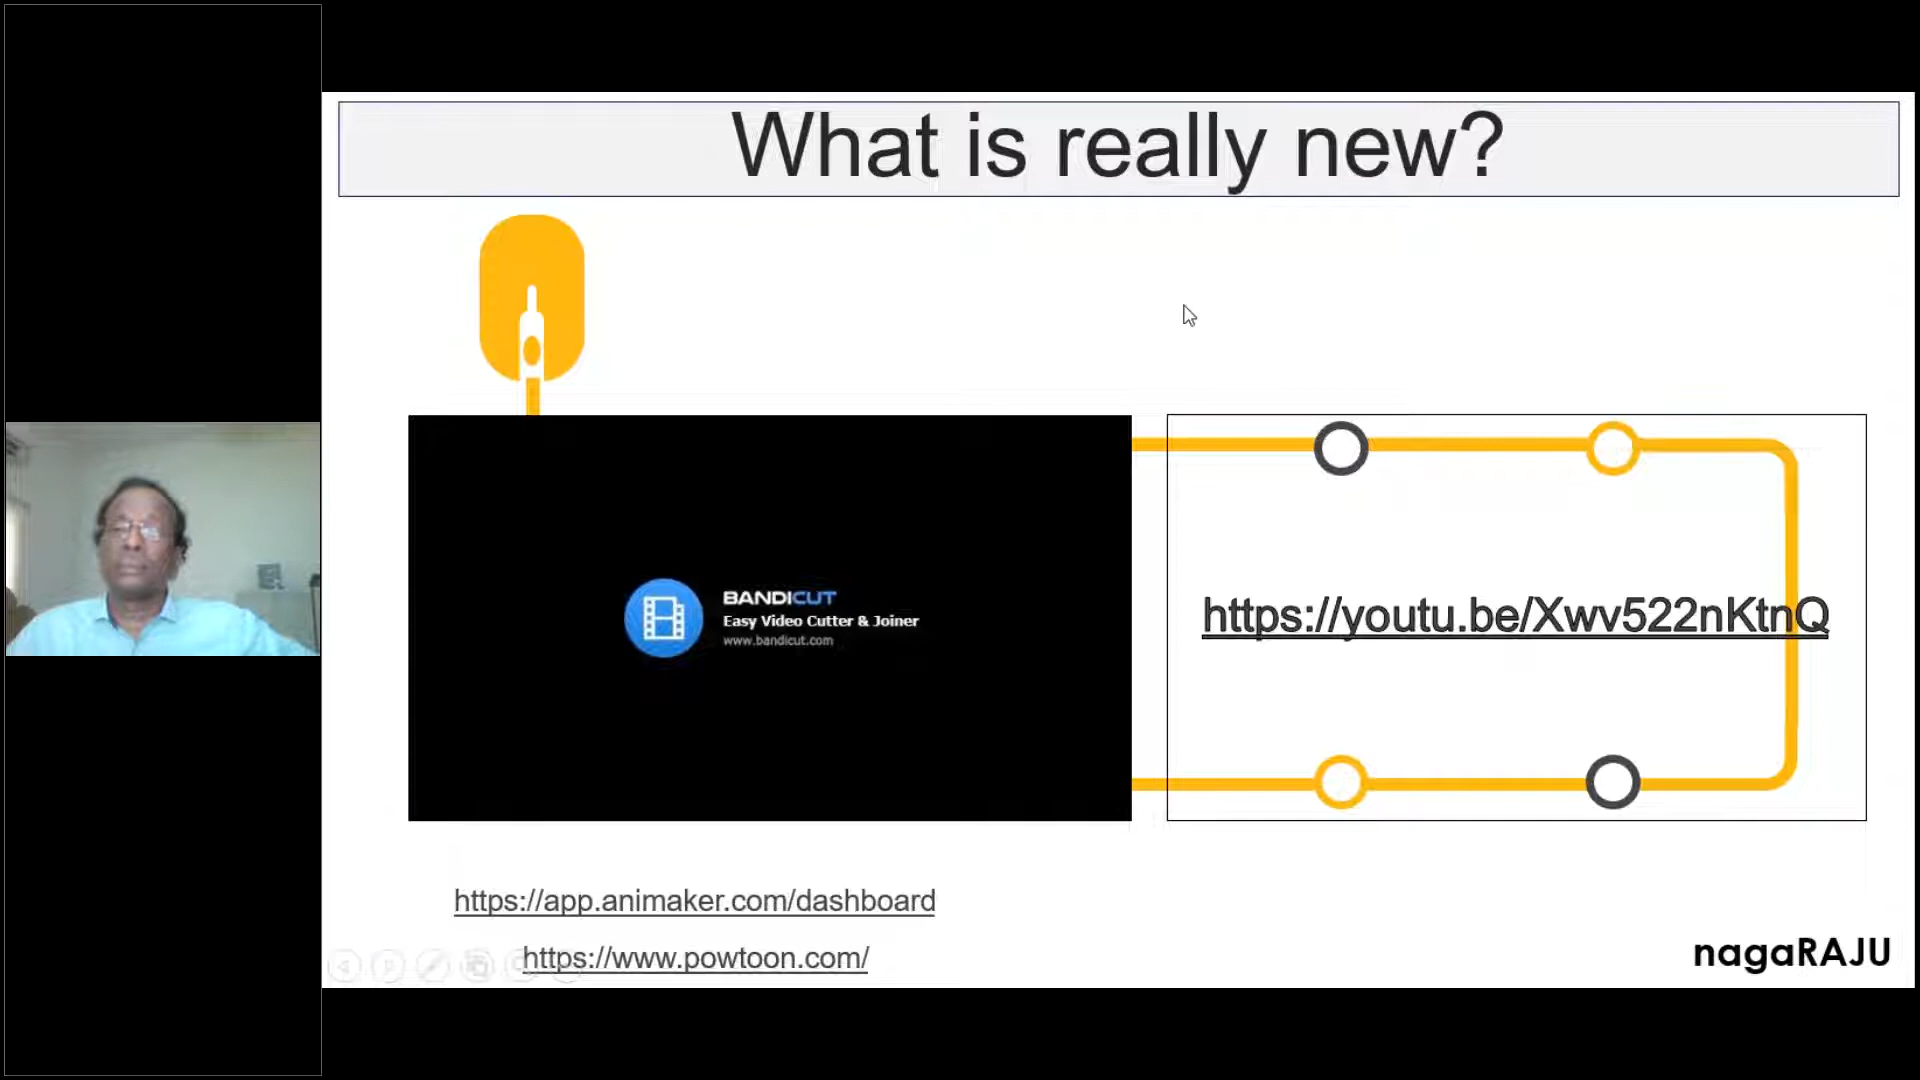 What is really new?
BANDICUT
Easy Video Cutter & Joiner
www.bandicut.com
https://youtu.be/Xwv522nKtnQ
https://app.animaker.com/dashboard
https://www.powtoon.com/
nagaRAJU